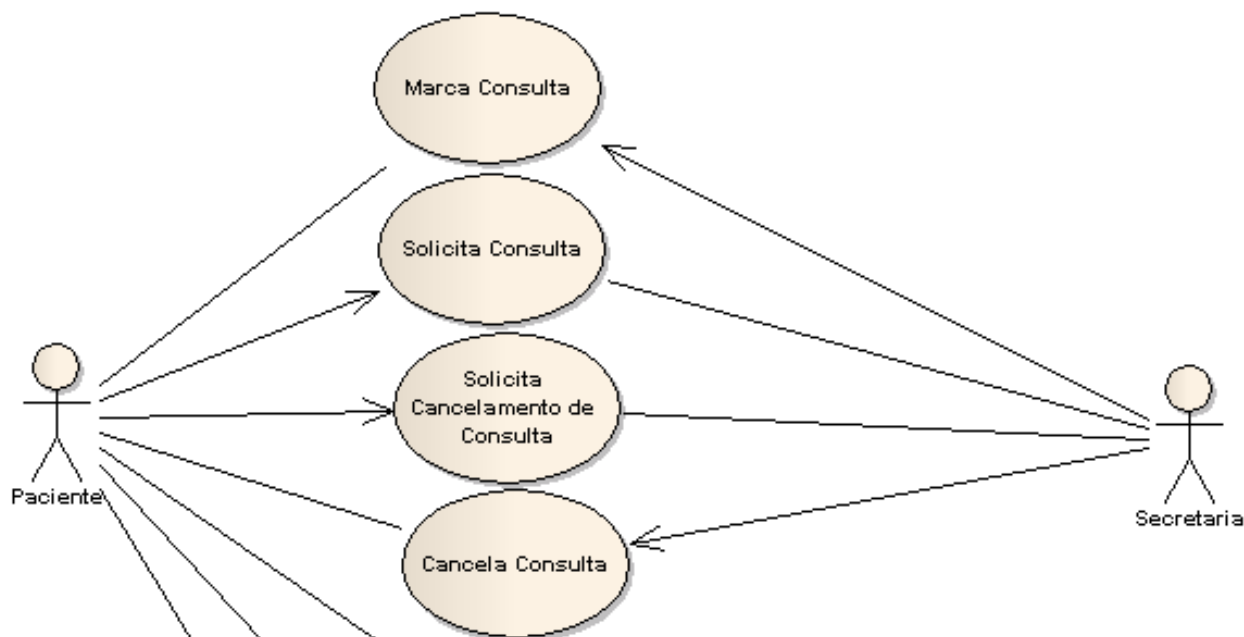 Marca Consulta
Solicita Consulta
Solicita
Cancelamento de
Consulta
Paciente
Secretaria
Cancela Consulta